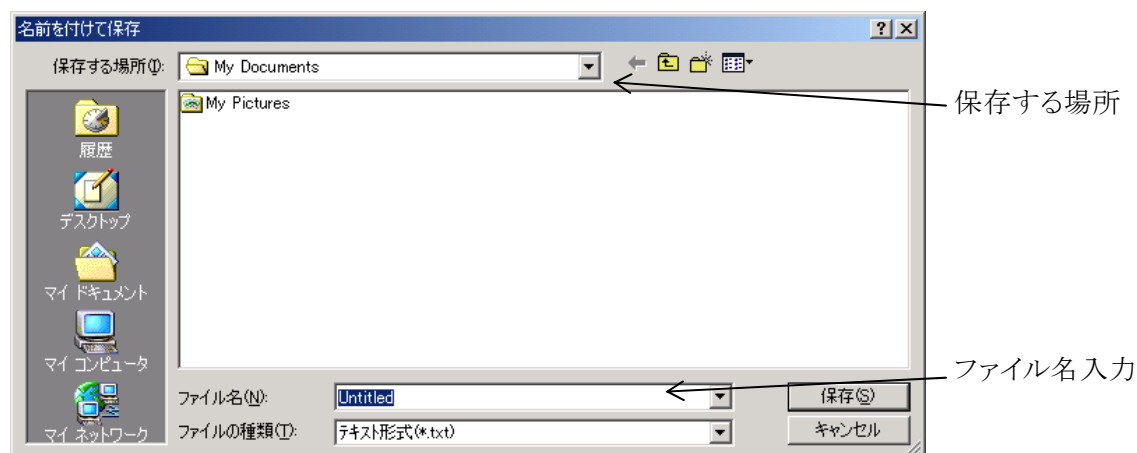 名前を付けて保存
保存する場所(I):
My Documents
My Pictures
履歴
デスクトップ
マイ ドキュメント
マイ コンピュータ
マイ ネットワーク
ファイル名(N):
Untitled
保存(S)
ファイルの種類(T):
テキスト形式(*.txt)
キャンセル
保存する場所
ファイル名入力